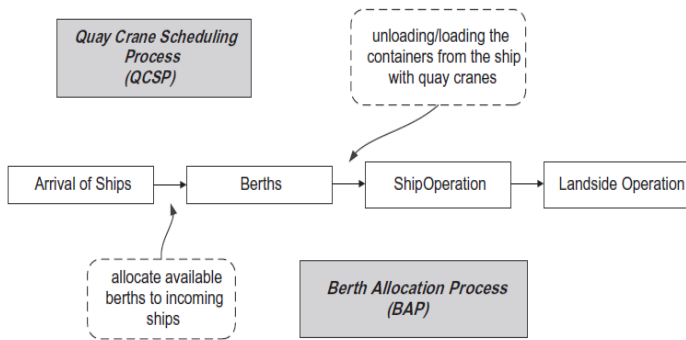 Quay Crane Scheduling
Process
(QCSP)
unloading/loading the
containers from the ship
with quay cranes
Arrival of Ships
Berths
ShipOperation
Landside Operation
allocate available
berths to incoming
ships
Berth Allocation Process
(BAP)